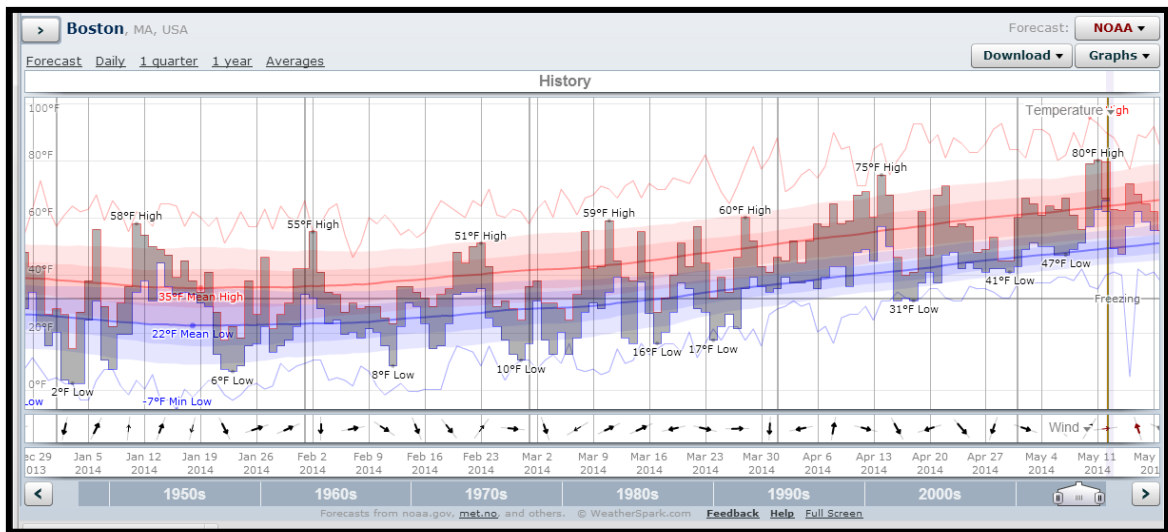 > Boston, MA, USA Forecast: NOAA ▾
Forecast Daily 1 quarter 1 year Averages Download ▾ Graphs ▾
History
100°F Temperature High
80°F
60°F
40°F
20°F
0°F
58°F High
55°F High
51°F High
59°F High
60°F High
75°F High
80°F High
35°F Mean High
22°F Mean Low
Freezing
2°F Low
-7°F Min Low
6°F Low
8°F Low
10°F Low
16°F Low
17°F Low
31°F Low
41°F Low
47°F Low
Low
Wind
ec 29 Jan 5 Jan 12 Jan 19 Jan 26 Feb 2 Feb 9 Feb 16 Feb 23 Mar 2 Mar 9 Mar 16 Mar 23 Mar 30 Apr 6 Apr 13 Apr 20 Apr 27 May 4 May 11 May
2013 2014 2014 2014 2014 2014 2014 2014 2014 2014 2014 2014 2014 2014 2014 2014 2014 2014 2014 2014 201
< 1950s 1960s 1970s 1980s 1990s 2000s >
Forecasts from noaa.gov, met.no, and others. © WeatherSpark.com Feedback Help Full Screen